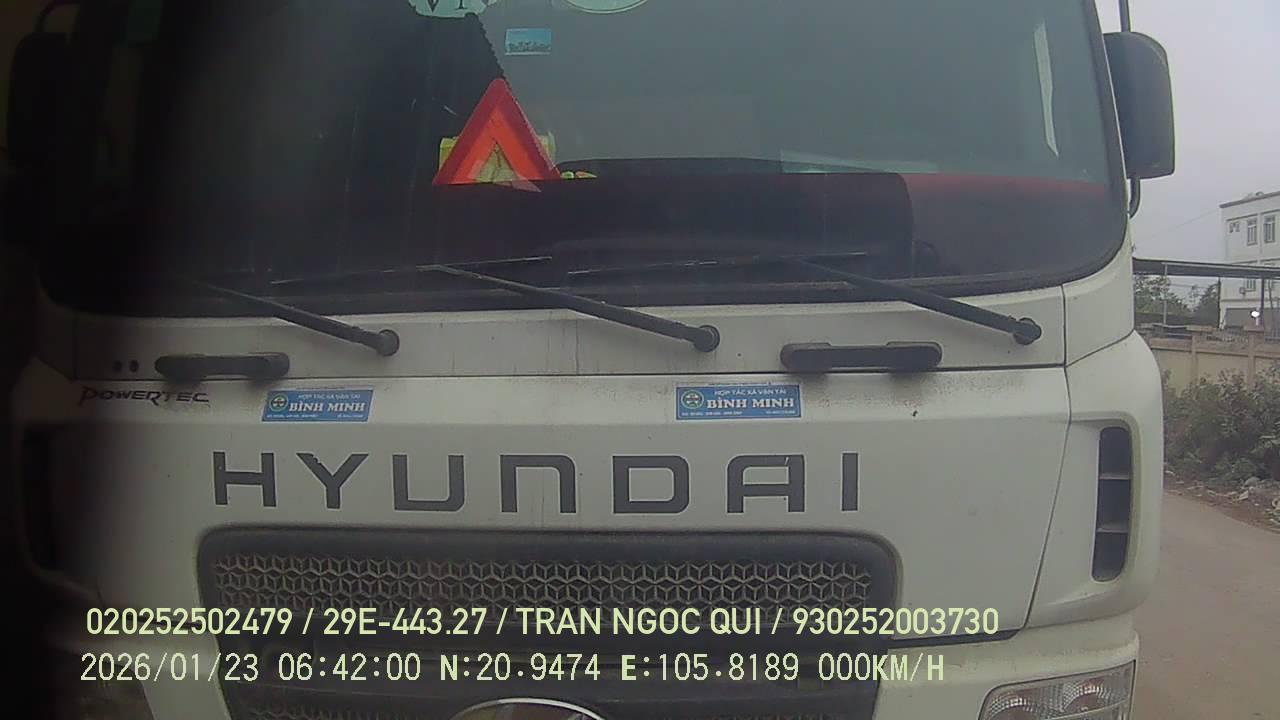 VN
POWERTEC
HỢP TÁC XÃ VẬN TẢI
BÌNH MINH
HỢP TÁC XÃ VẬN TẢI
BÌNH MINH
HYUNDAI
020252502479 / 29E-443.27 / TRAN NGOC QUI / 930252003730
2026/01/23 06:42:00 N:20.9474 E:105.8189 000KM/H